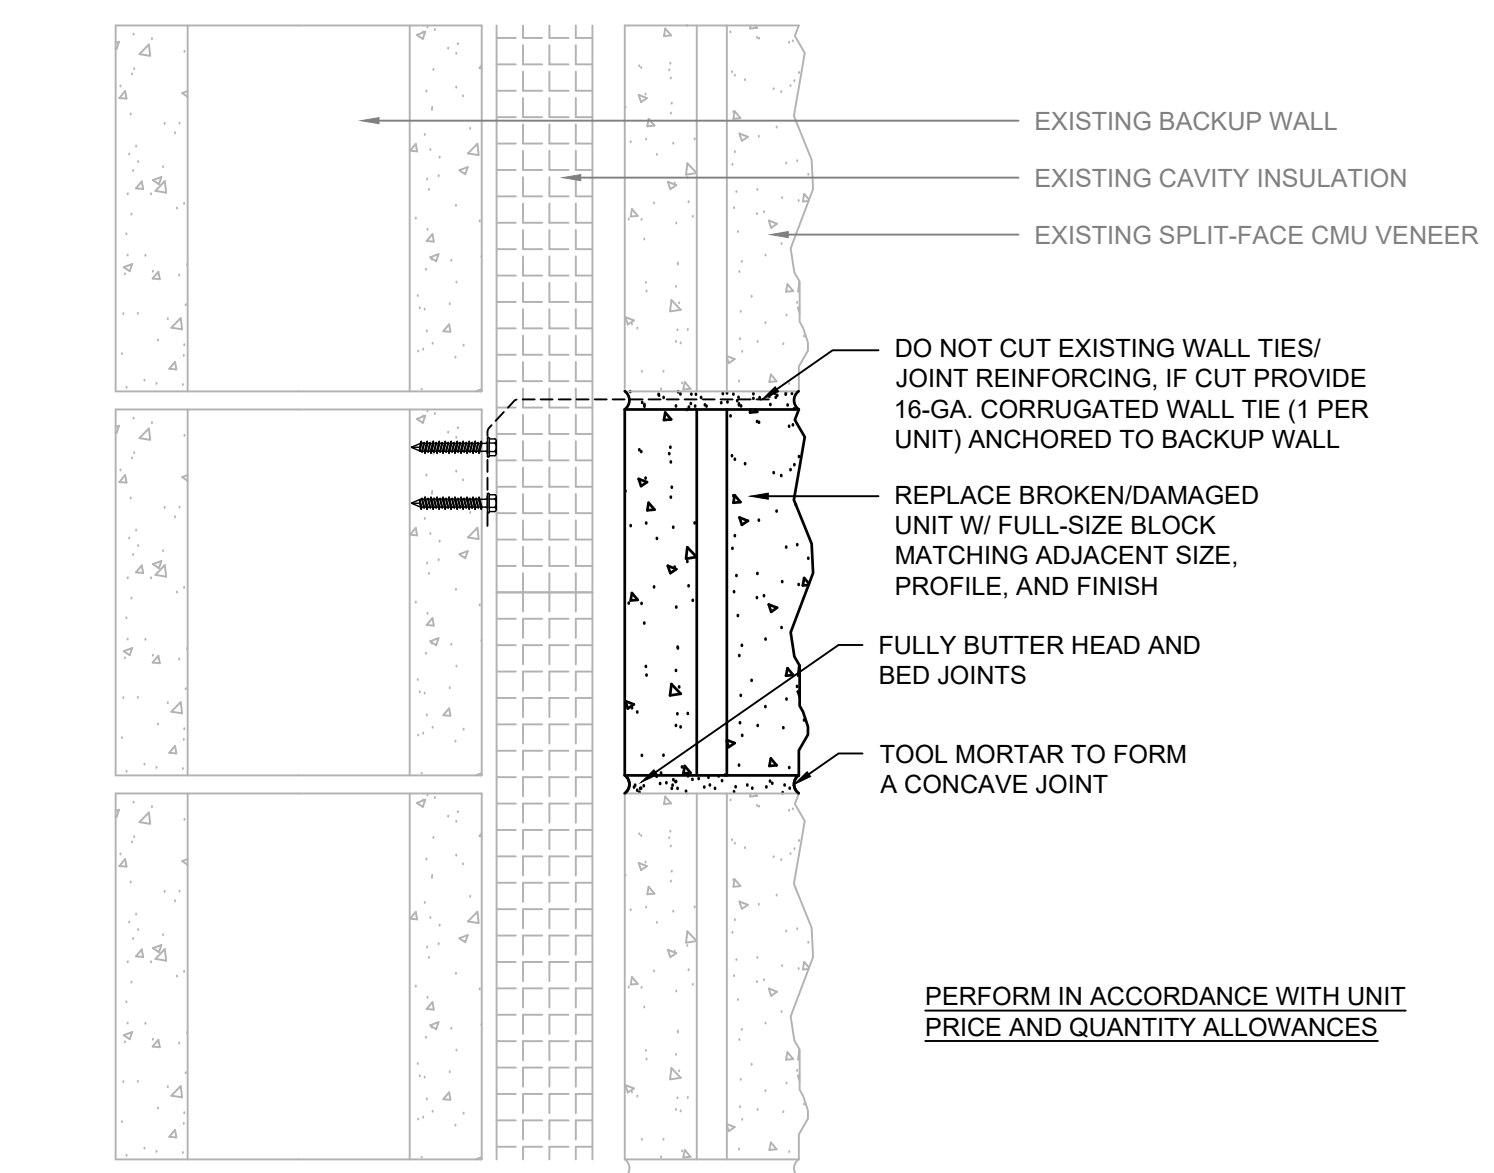 EXISTING BACKUP WALL
EXISTING CAVITY INSULATION
EXISTING SPLIT-FACE CMU VENEER
DO NOT CUT EXISTING WALL TIES/
JOINT REINFORCING, IF CUT PROVIDE
16-GA. CORRUGATED WALL TIE (1 PER
UNIT) ANCHORED TO BACKUP WALL
REPLACE BROKEN/DAMAGED
UNIT W/ FULL-SIZE BLOCK
MATCHING ADJACENT SIZE,
PROFILE, AND FINISH
FULLY BUTTER HEAD AND
BED JOINTS
TOOL MORTAR TO FORM
A CONCAVE JOINT
PERFORM IN ACCORDANCE WITH UNIT
PRICE AND QUANTITY ALLOWANCES